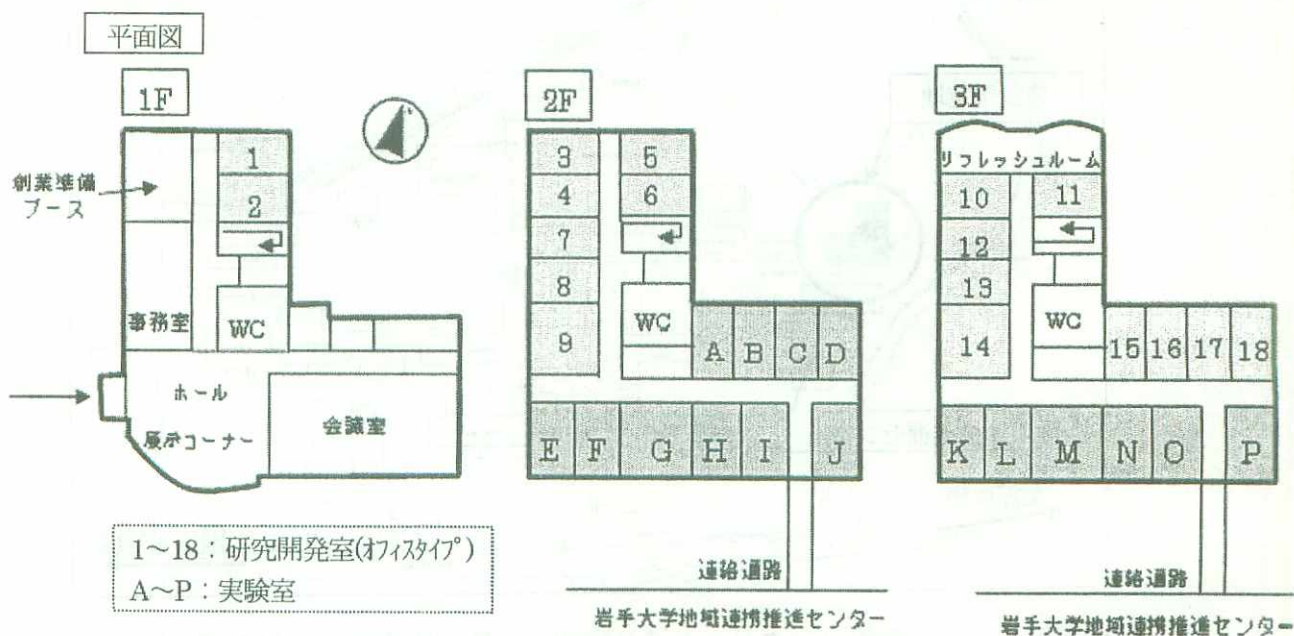 平面図
1F
創業準備
ブース
1
2
事務室
WC
ホール
展示コーナー
会議室
2F
3
5
4
6
7
8
9
WC
A B C D
E F G H I J
連絡通路
岩手大学地域連携推進センター
3F
リフレッシュルーム
10
11
12
13
14
WC
15 16 17 18
K L M N O P
連絡通路
岩手大学地域連携推進センター
1～18：研究開発室(ｵﾌｨｽﾀｲﾌﾟ)
A～P：実験室